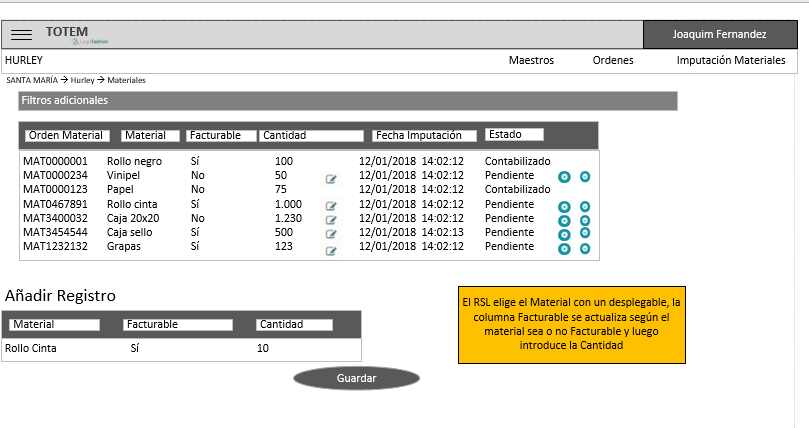 TOTEM
Joaquim Fernandez
HURLEY
Maestros Ordenes Imputación Materiales
SANTA MARÍA → Hurley → Materiales
Filtros adicionales
Orden Material Material Facturable Cantidad Fecha Imputación Estado
MAT0000001 Rollo negro Sí 100 12/01/2018 14:02:12 Contabilizado
MAT0000234 Vinipel No 50 12/01/2018 14:02:12 Pendiente
MAT0000123 Papel No 75 12/01/2018 14:02:12 Contabilizado
MAT0467891 Rollo cinta Sí 1.000 12/01/2018 14:02:12 Pendiente
MAT3400032 Caja 20x20 No 1.230 12/01/2018 14:02:12 Pendiente
MAT3454544 Caja sello Sí 500 12/01/2018 14:02:13 Pendiente
MAT1232132 Grapas Sí 123 12/01/2018 14:02:12 Pendiente
Añadir Registro
Material Facturable Cantidad
Rollo Cinta Sí 10
Guardar
El RSL elige el Material con un desplegable, la
columna Facturable se actualiza según el
material sea o no Facturable y luego
introduce la Cantidad